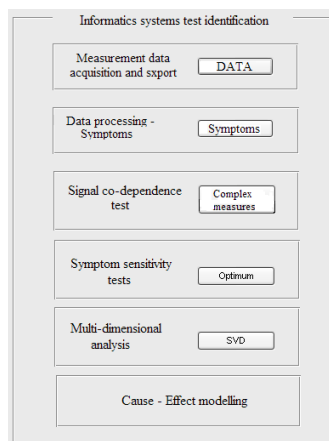 Informatics systems test identification
Measurement data
acquisition and sxport
DATA
Data processing -
Symptoms
Symptoms
Signal co-dependence
test
Complex
measures
Symptom sensitivity
tests
Optimum
Multi-dimensional
analysis
SVD
Cause - Effect modelling